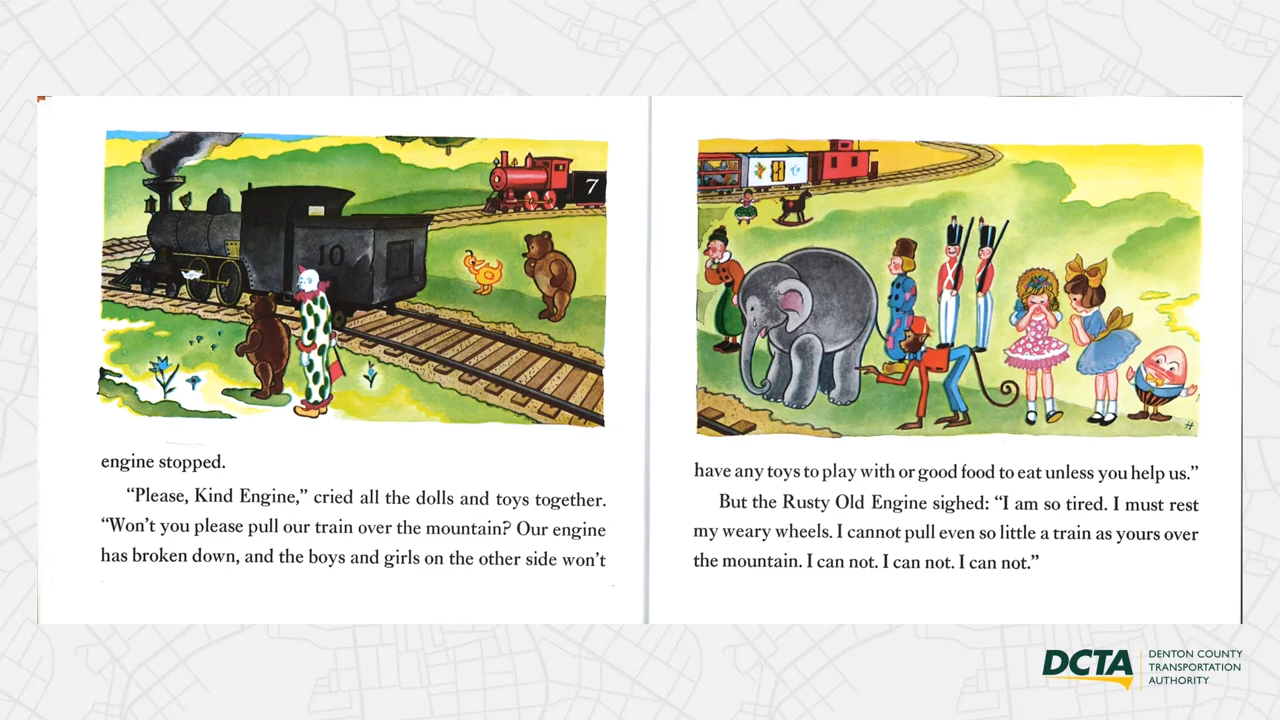 10
7
engine stopped.
“Please, Kind Engine,” cried all the dolls and toys together.
“Won’t you please pull our train over the mountain? Our engine
has broken down, and the boys and girls on the other side won’t
H
have any toys to play with or good food to eat unless you help us.”
But the Rusty Old Engine sighed: “I am so tired. I must rest
my weary wheels. I cannot pull even so little a train as yours over
the mountain. I can not. I can not. I can not.”
DCTA
DENTON COUNTY
TRANSPORTATION
AUTHORITY